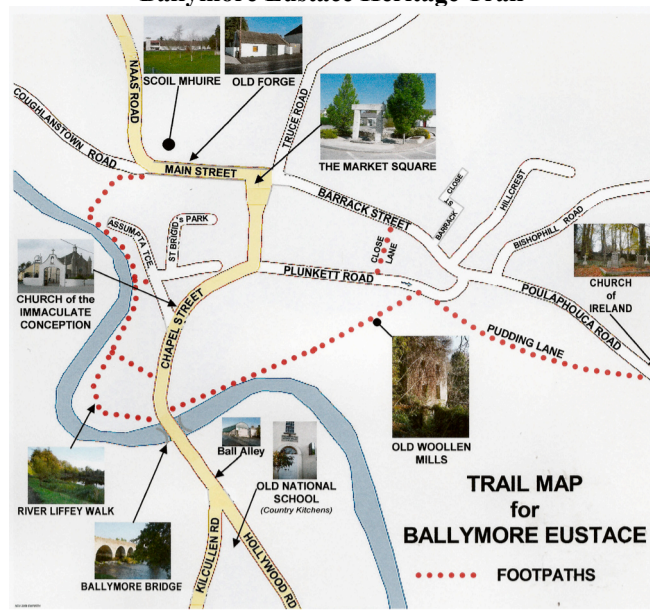 Ballymore Eustace Heritage Trail
NAAS ROAD
SCOIL MHUIRE
OLD FORGE
TRUCE ROAD
THE MARKET SQUARE
COUGHLANSTOWN ROAD
MAIN STREET
BARRACK STREET
CLOSE
BARRACK S
HILLCREST
BISHOPHILL ROAD
ASSUMPATA TCE
ST BRIGID S PARK
CLOSE
LANE
PLUNKETT ROAD
POULAPHOUCA ROAD
CHURCH
of
IRELAND
CHURCH of the
IMMACULATE
CONCEPTION
CHAPEL STREET
PUDDING LANE
OLD WOOLLEN
MILLS
Ball Alley
RIVER LIFFEY WALK
OLD NATIONAL
SCHOOL
(Country Kitchens)
BALLYMORE BRIDGE
KILCULLEN RD
HOLLYWOOD RD
TRAIL MAP
for
BALLYMORE EUSTACE
FOOTPATHS